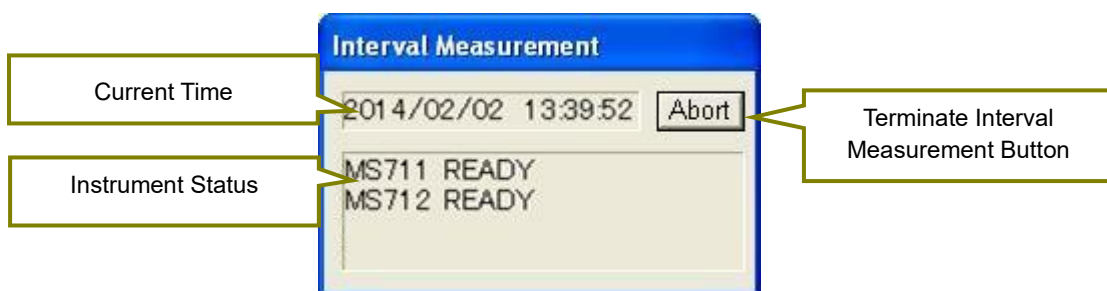 Interval Measurement
Current Time
2014/02/02 13:39:52
Abort
Terminate Interval
Measurement Button
Instrument Status
MS711 READY
MS712 READY